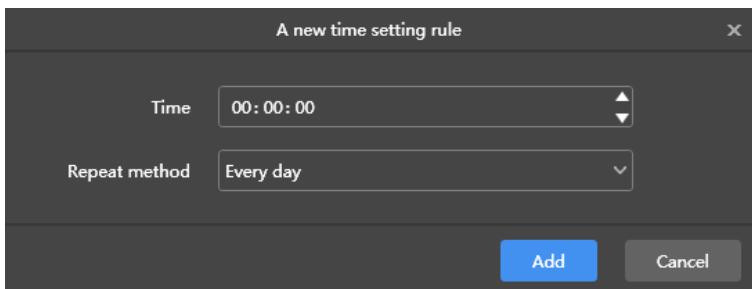 A new time setting rule
Time 00:00:00
Repeat method Every day
Add Cancel